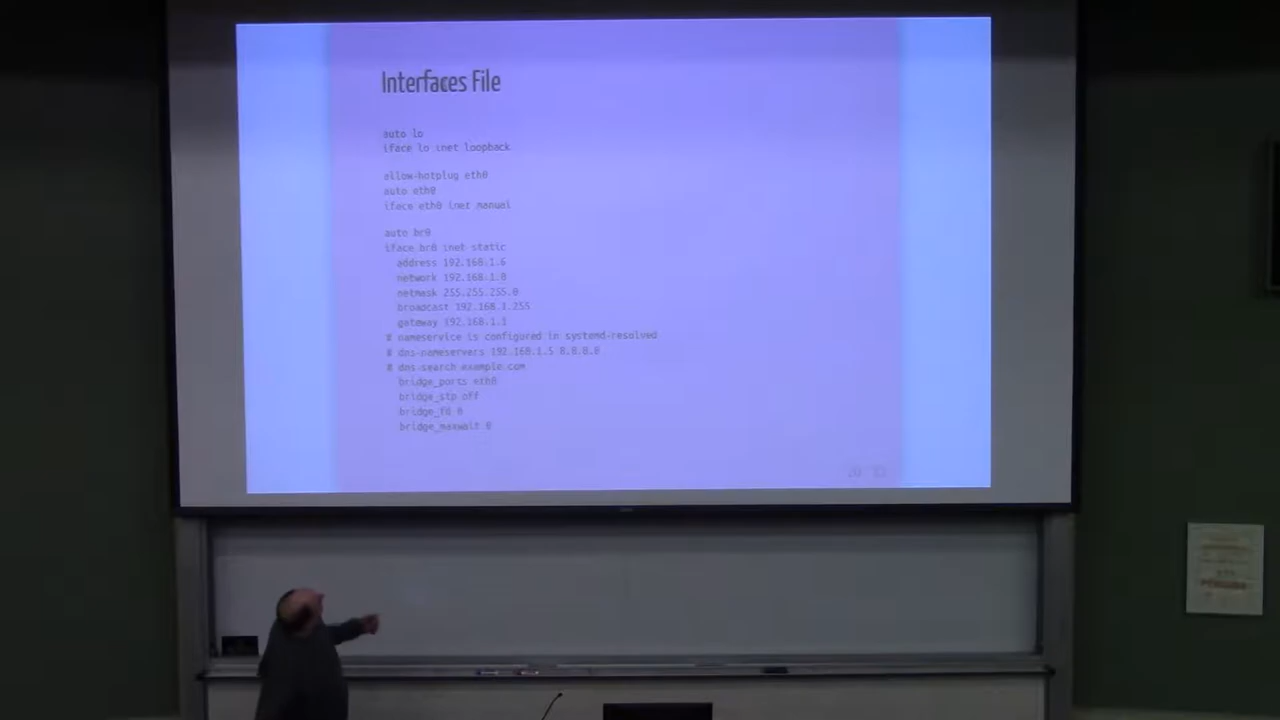 Interfaces File
auto lo
iface lo inet loopback
allow-hotplug eth0
auto eth0
iface eth0 inet manual
auto br0
iface br0 inet static
address 192.168.1.6
network 192.168.1.0
netmask 255.255.255.0
broadcast 192.168.1.255
gateway 192.168.1.1
# nameservice is configured in systemd-resolved
# dns-nameservers 192.168.1.5 8.8.8.8
# dns-search example.com
bridge_ports eth0
bridge_stp off
bridge_fd 0
bridge_maxwait 0